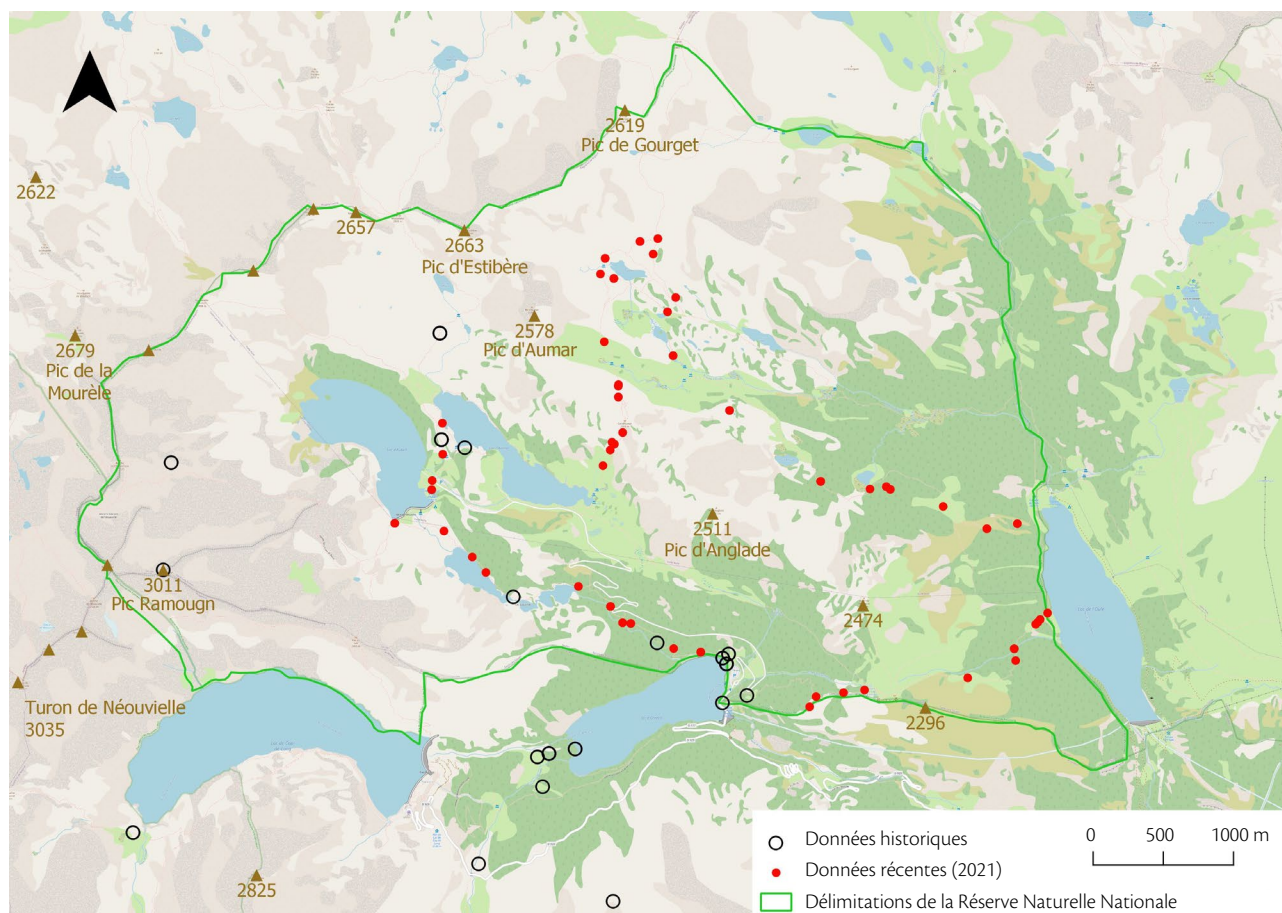 2619
Pic de Gourget
2622
2657
2663
Pic d'Estibère
2578
Pic d'Aumar
2679
Pic de la
Mourèle
2511
Pic d'Anglade
3011
Pic Ramougn
2474
Turon de Néouvielle
3035
2296
2825
Données historiques
0 500 1000 m
Données récentes (2021)
Délimitations de la Réserve Naturelle Nationale